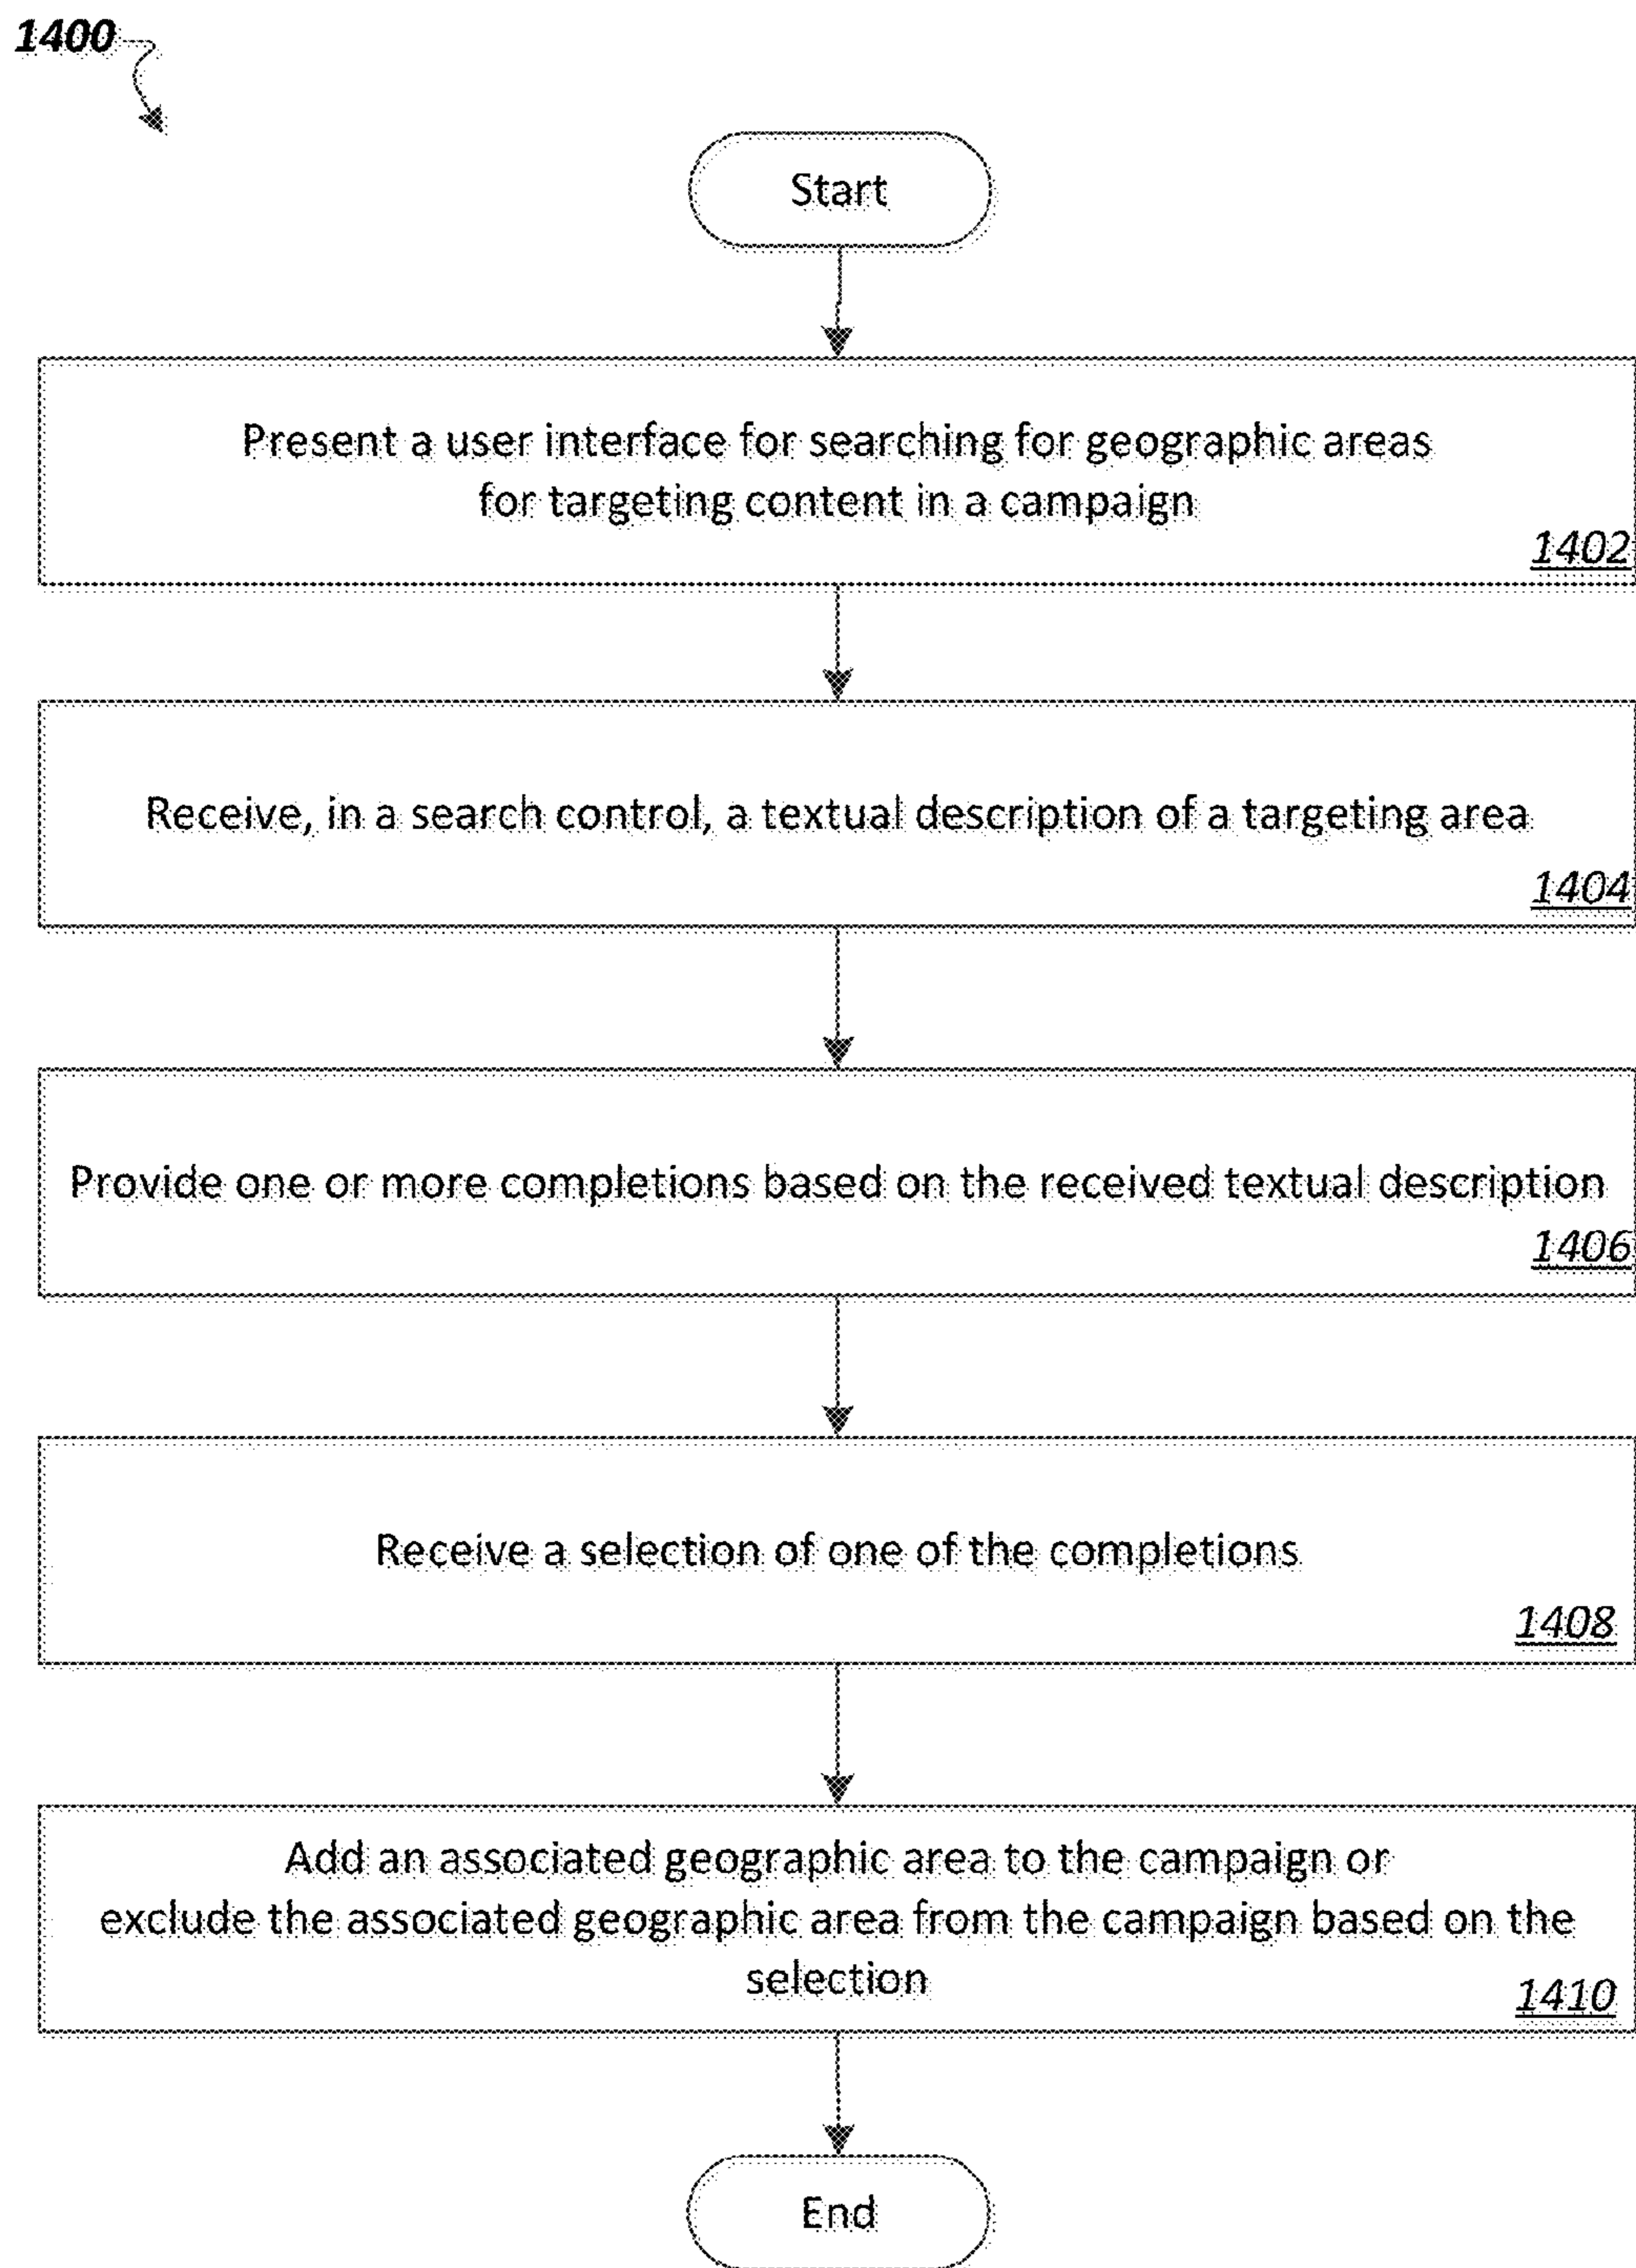 1400
Start
Present a user interface for searching for geographic areas
for targeting content in a campaign
1402
Receive, in a search control, a textual description of a targeting area
1404
Provide one or more completions based on the received textual description
1406
Receive a selection of one of the completions
1408
Add an associated geographic area to the campaign or
exclude the associated geographic area from the campaign based on the
selection
1410
End